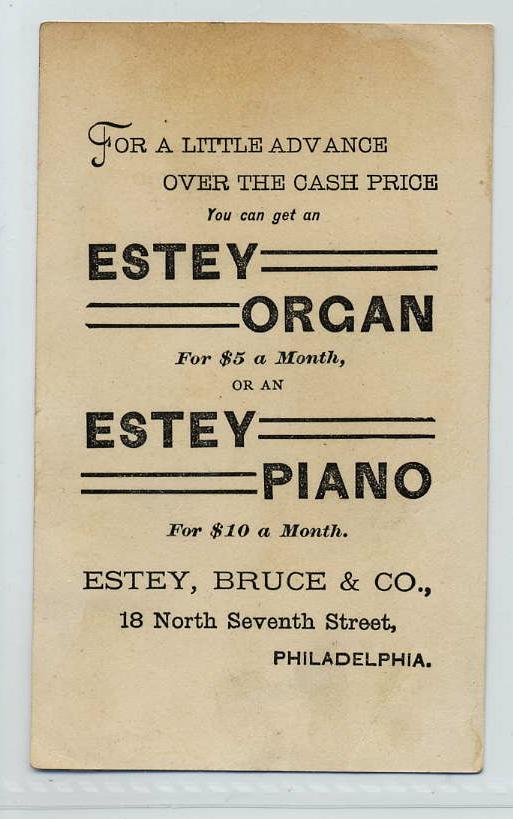 FOR A LITTLE ADVANCE
OVER THE CASH PRICE
You can get an
ESTEY
ORGAN
For $5 a Month,
OR AN
ESTEY
PIANO
For $10 a Month.
ESTEY, BRUCE & CO.,
18 North Seventh Street,
PHILADELPHIA.